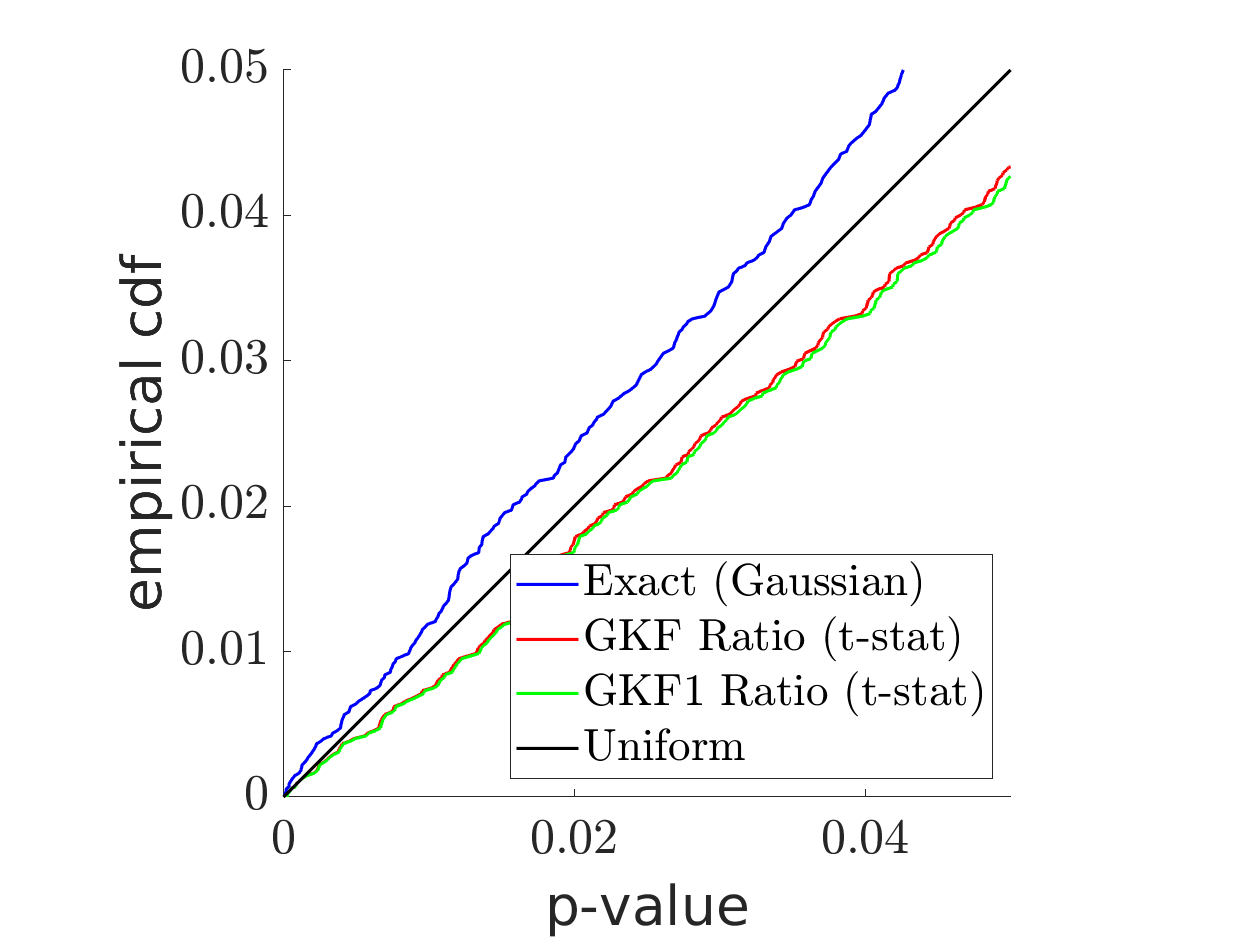 0.05
0.04
0.03
0.02
0.01
0
empirical cdf
Exact (Gaussian)
GKF Ratio (t-stat)
GKF1 Ratio (t-stat)
Uniform
0 0.02 0.04
p-value